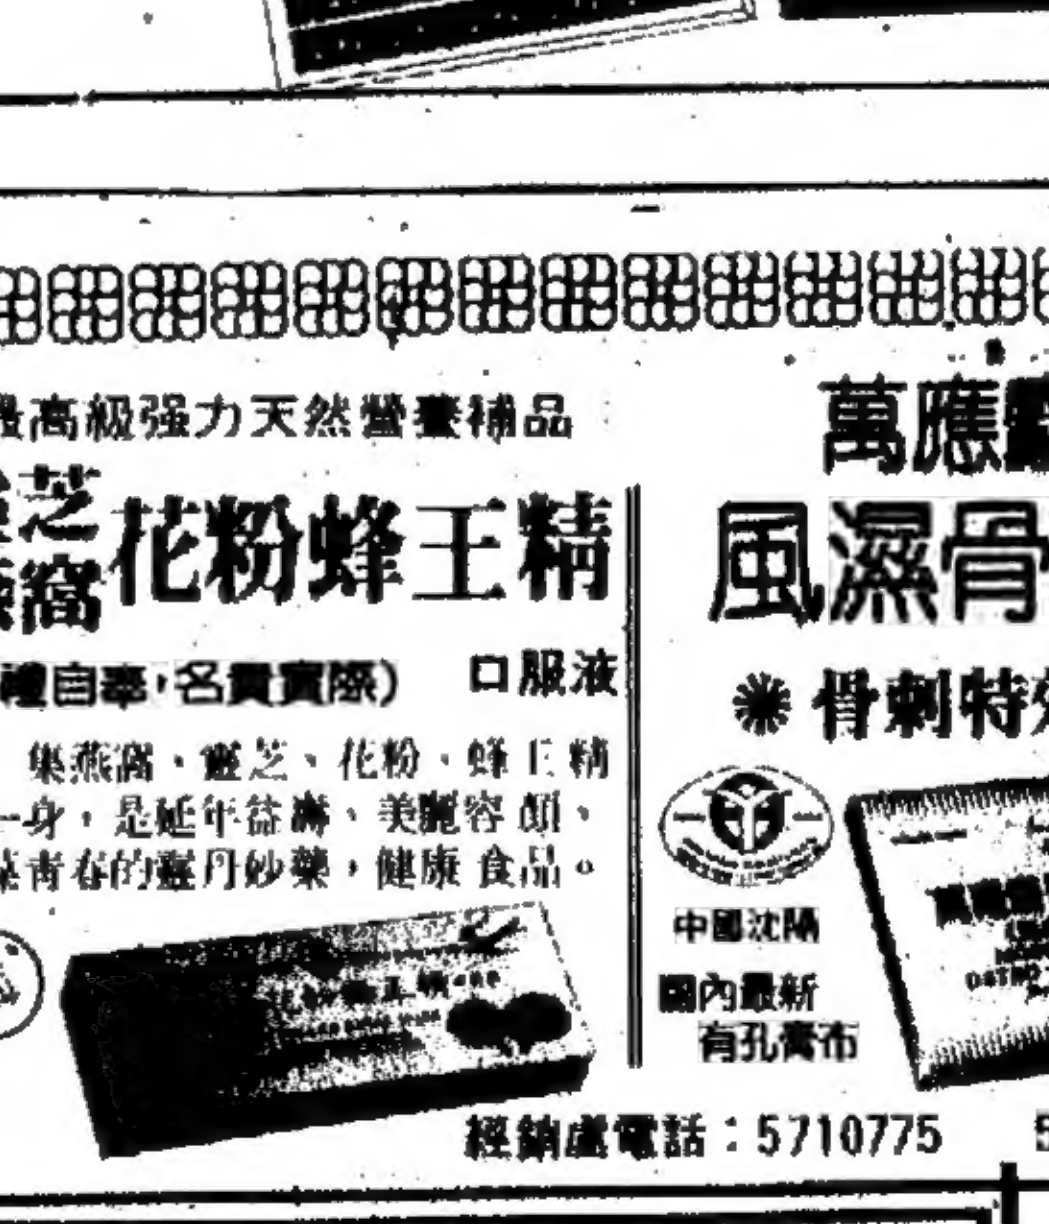 最高級强力天然營養補品
靈芝
燕窩
花粉蜂王精
禮自奉，名貴實際）
口服液
集燕窩、靈芝、花粉、蜂王精
一身，是延年益壽、美麗容顏、
葆青春的靈丹妙藥，健康食品。
萬應靈
風濕骨
骨刺特效
中國沈陽
國內最新
有孔膏布
經銷處電話：5710775